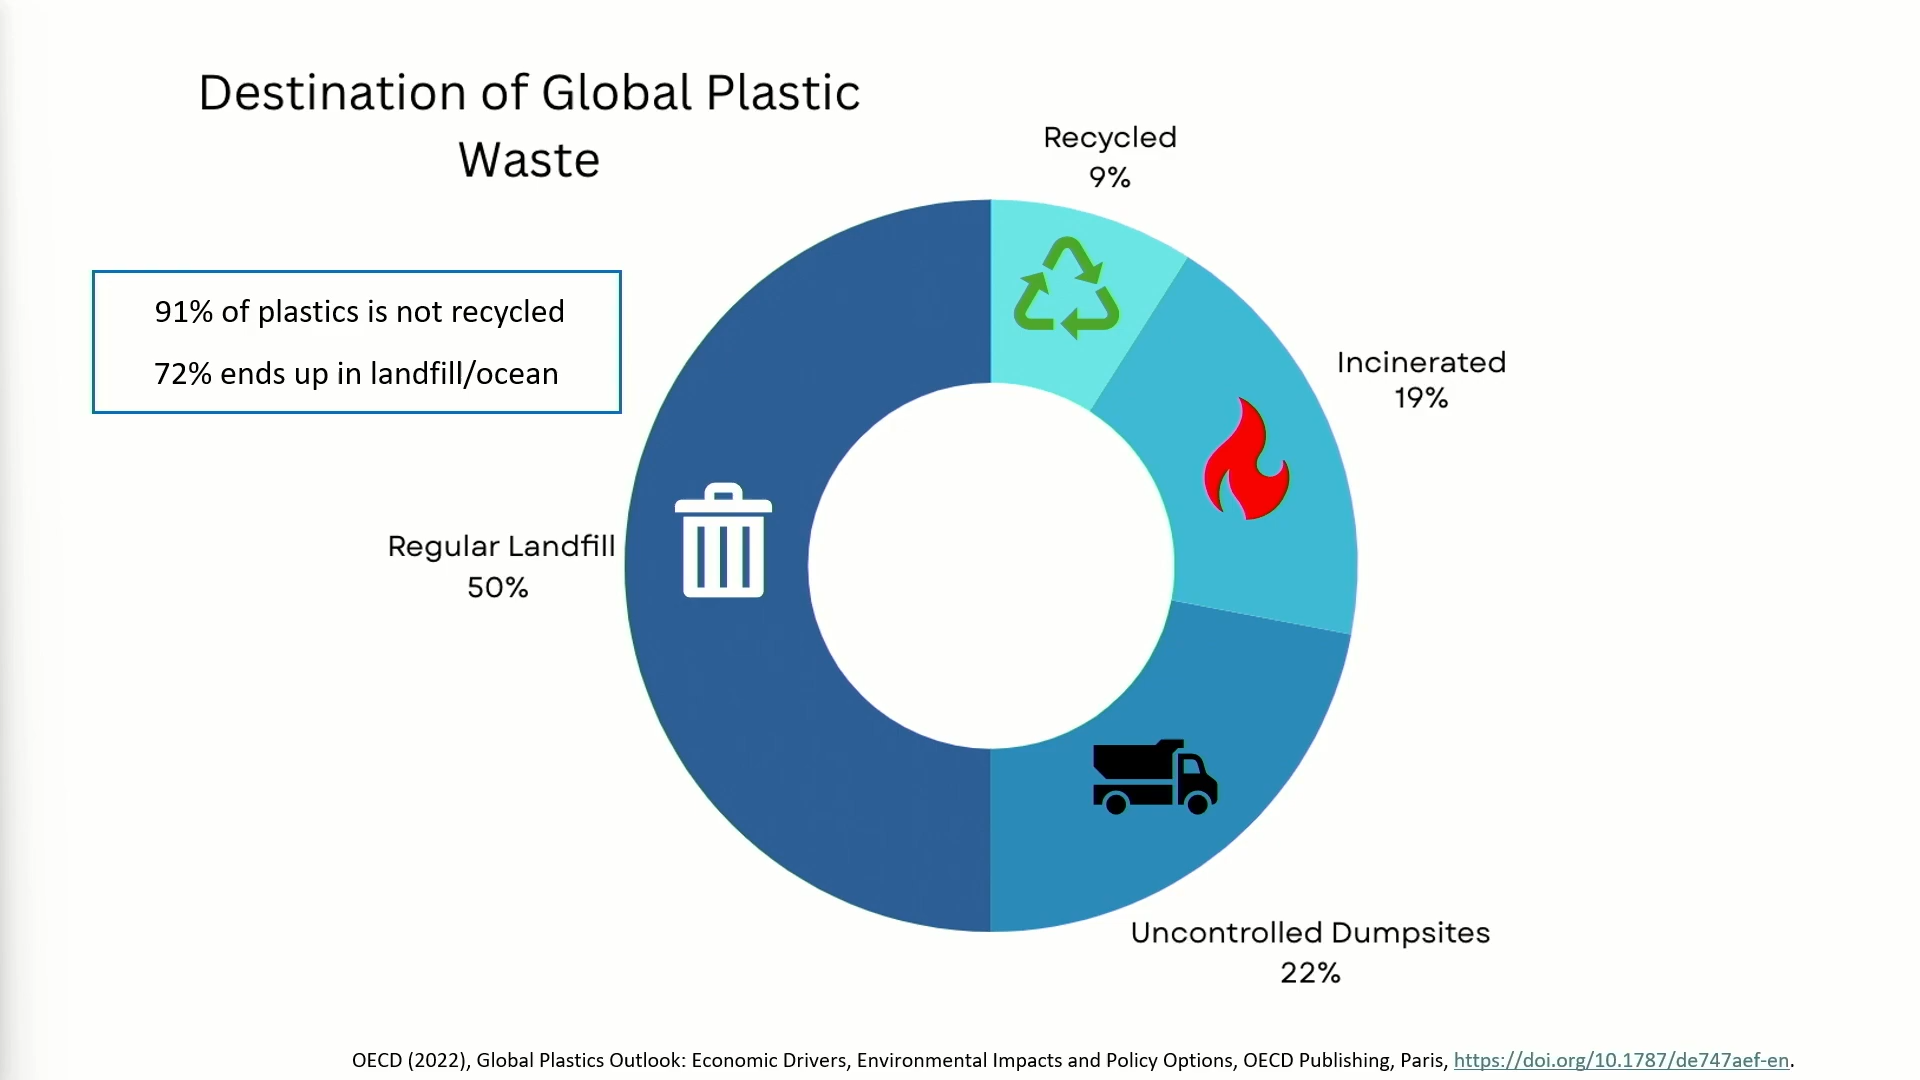 Destination of Global Plastic
Waste
91% of plastics is not recycled
72% ends up in landfill/ocean
Recycled
9%
Incinerated
19%
Regular Landfill
50%
Uncontrolled Dumpsites
22%
OECD (2022), Global Plastics Outlook: Economic Drivers, Environmental Impacts and Policy Options, OECD Publishing, Paris, https://doi.org/10.1787/de747aef-en.